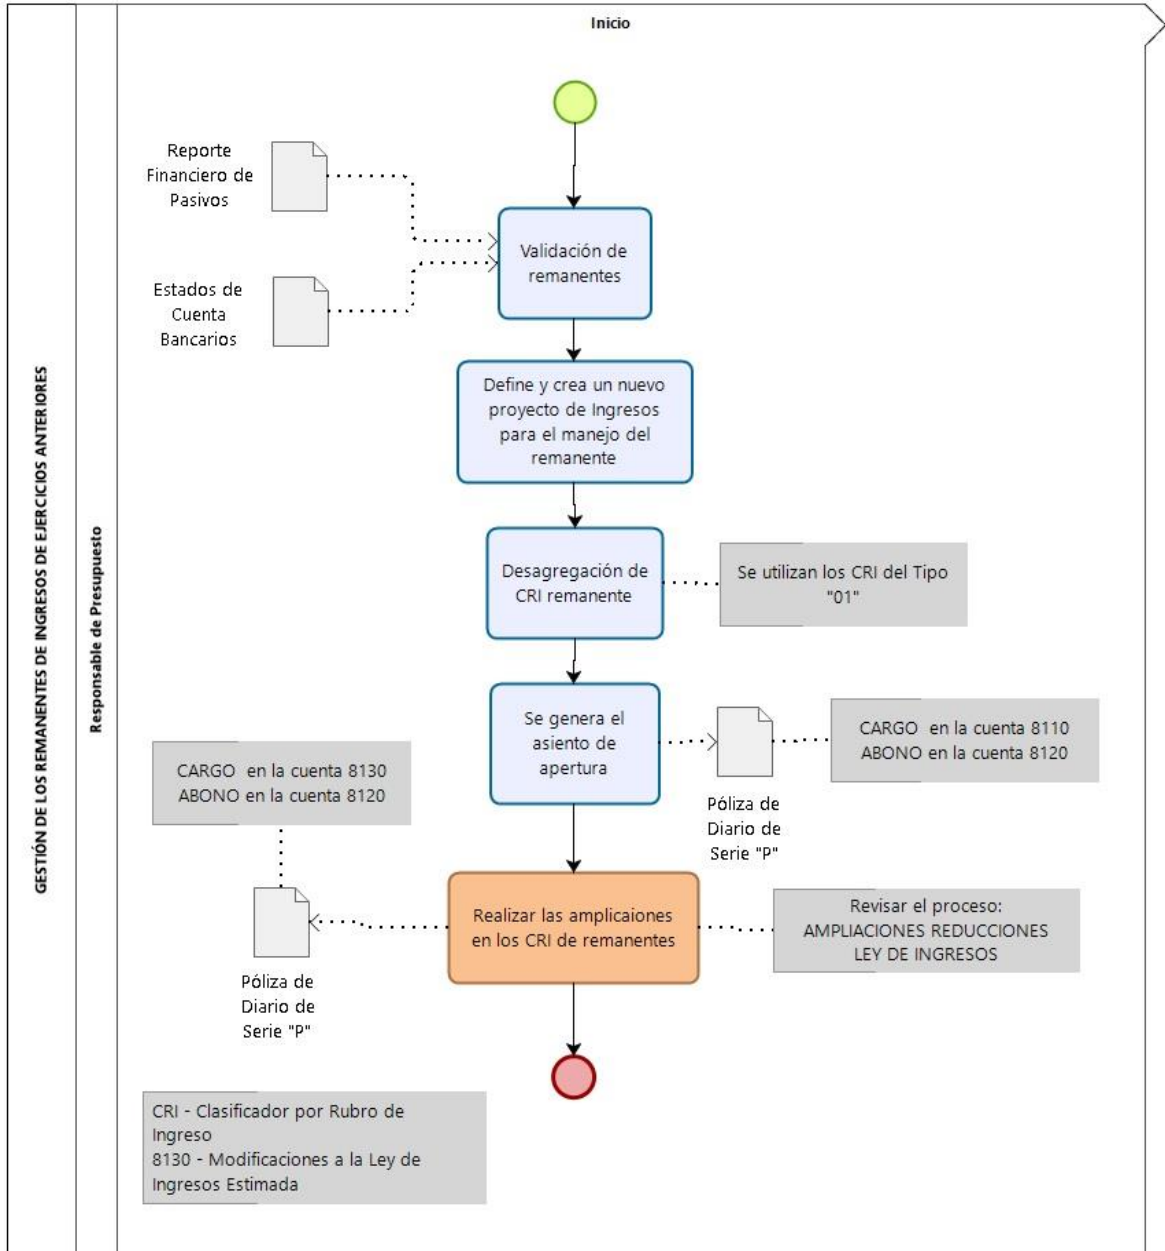 GESTIÓN DE LOS REMANENTES DE INGRESOS DE EJERCICIOS ANTERIORES
Responsable de Presupuesto
Inicio
Reporte
Financiero de
Pasivos
Estados de
Cuenta
Bancarios
Validación de
remanentes
Define y crea un nuevo
proyecto de Ingresos
para el manejo del
remanente
Desagregación de
CRI remanente
Se utilizan los CRI del Tipo
"01"
Se genera el
asiento de
apertura
Póliza de
Diario de
Serie "P"
CARGO en la cuenta 8110
ABONO en la cuenta 8120
CARGO en la cuenta 8130
ABONO en la cuenta 8120
Póliza de
Diario de
Serie "P"
Realizar las amplicaiones
en los CRI de remanentes
Revisar el proceso:
AMPLIACIONES REDUCCIONES
LEY DE INGRESOS
CRI - Clasificador por Rubro de
Ingreso
8130 - Modificaciones a la Ley de
Ingresos Estimada